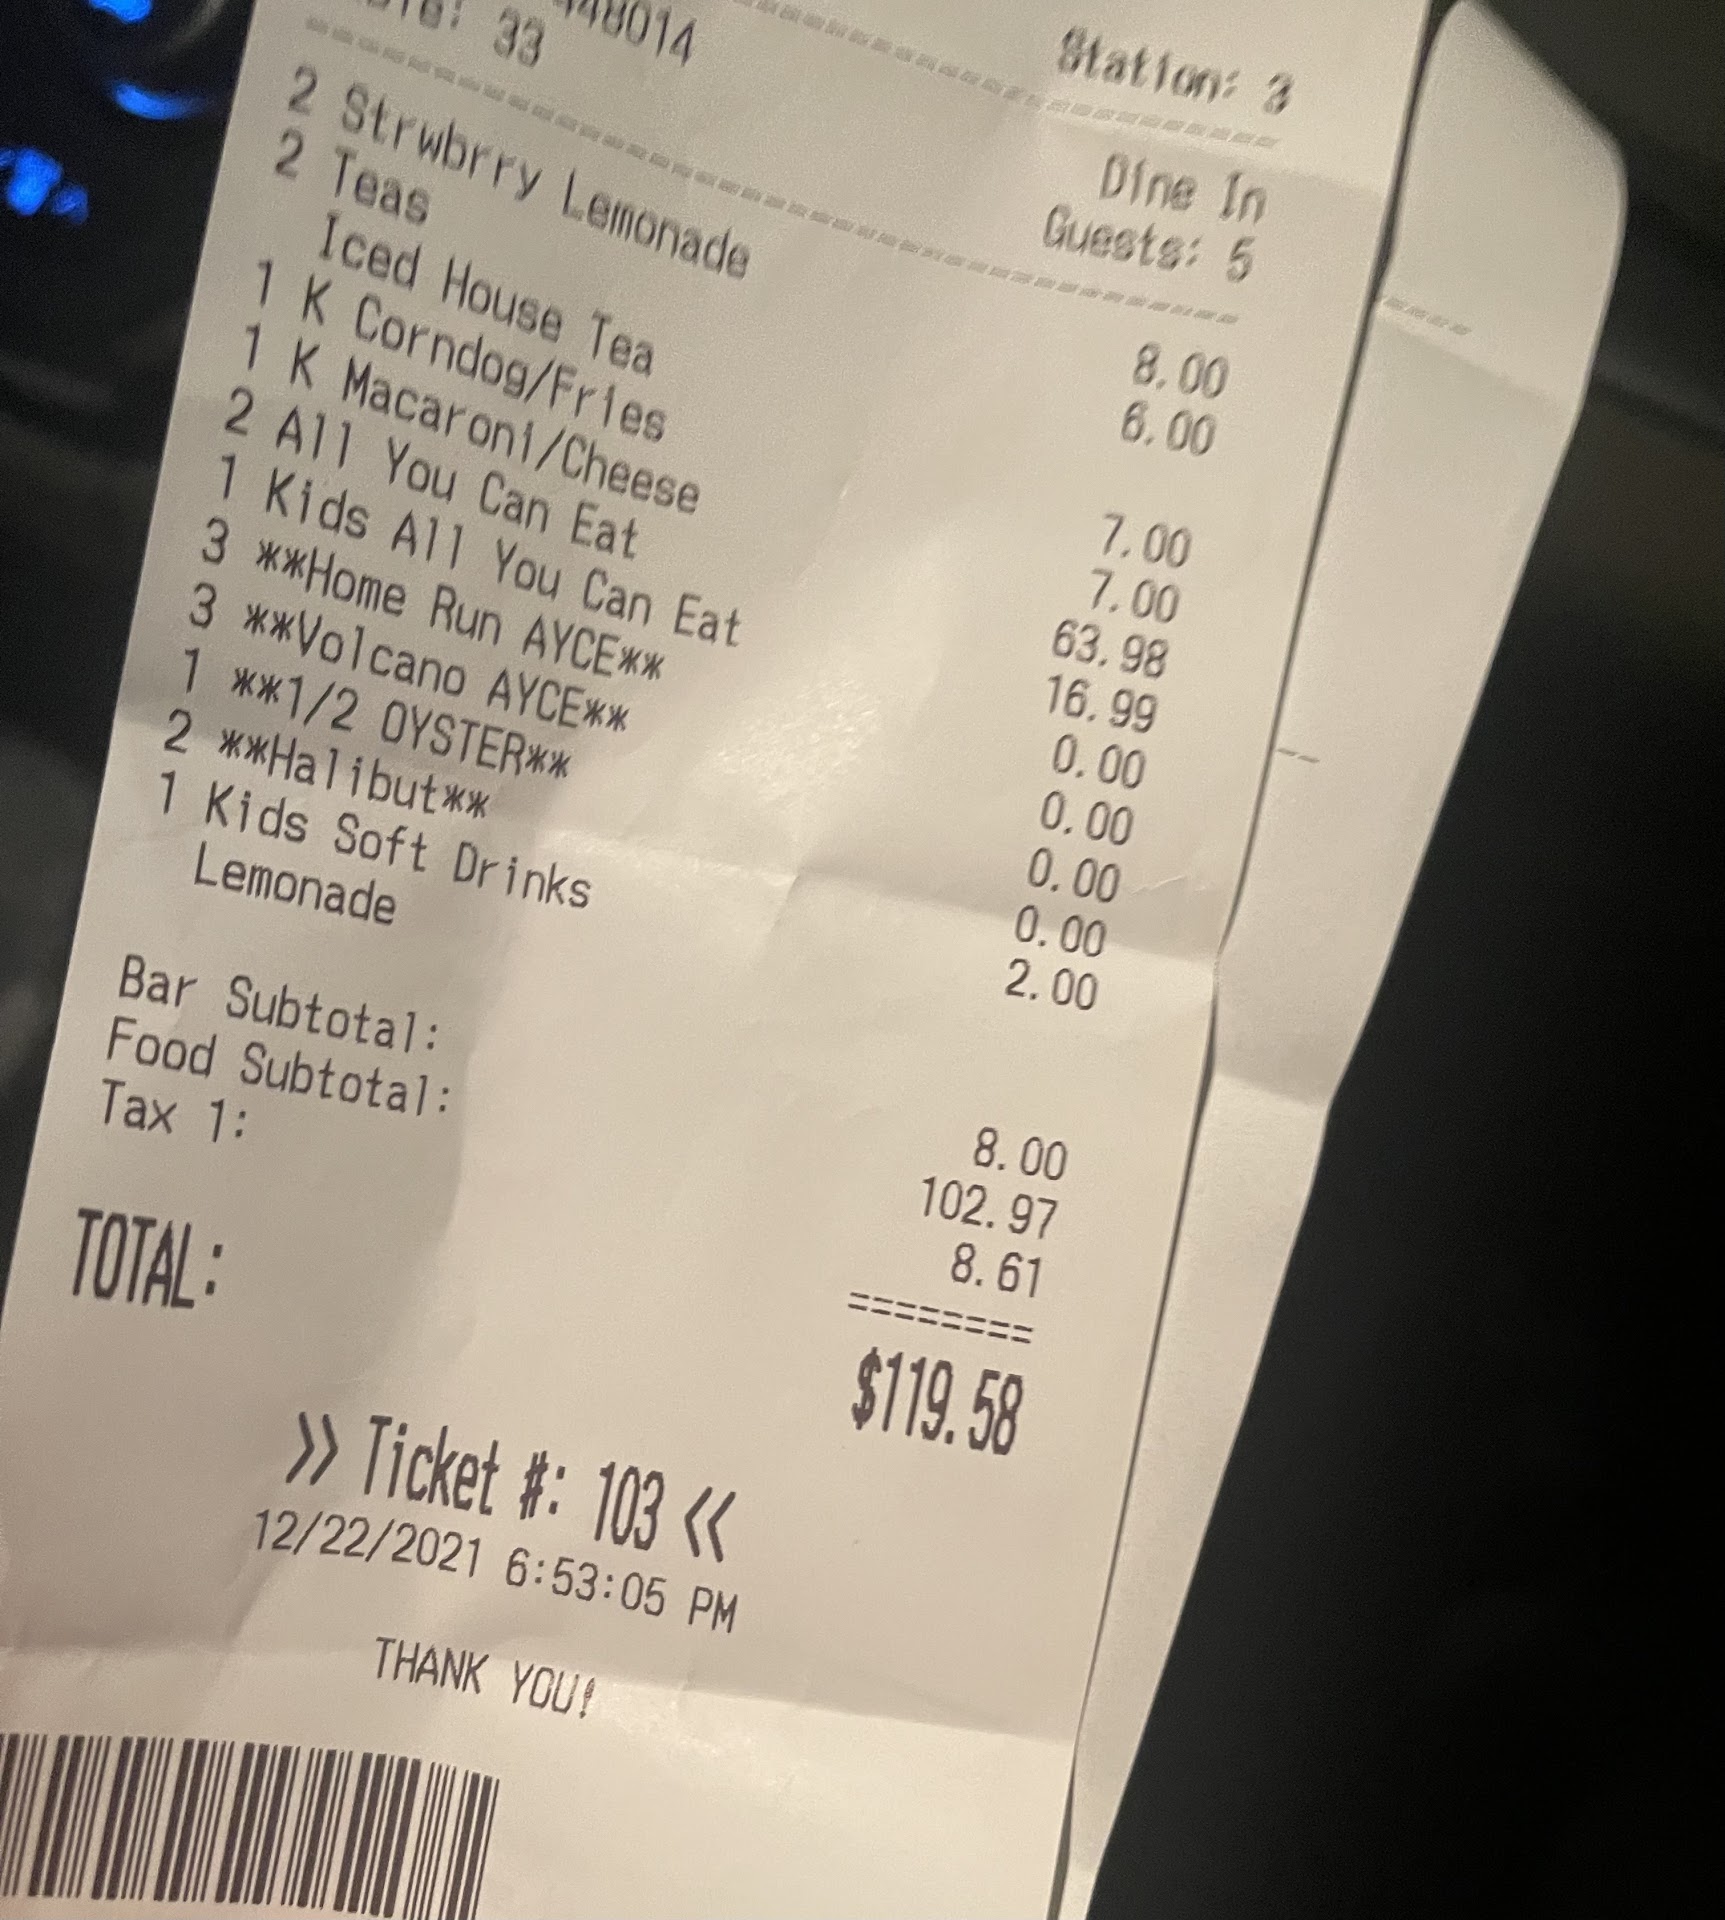 448014
Station: 3
33
Dine In
Guests: 5
2 Strwbrry Lemonade 8.00
2 Teas 6.00
Iced House Tea
1 K Corndog/Fries 7.00
1 K Macaroni/Cheese 7.00
2 All You Can Eat 63.98
1 Kids All You Can Eat 16.99
3 **Home Run AYCE** 0.00
3 **Volcano AYCE** 0.00
1 **1/2 OYSTER** 0.00
2 **Halibut** 0.00
1 Kids Soft Drinks 2.00
Lemonade
Bar Subtotal: 8.00
Food Subtotal: 102.97
Tax 1: 8.61
========
TOTAL: $119.58
>> Ticket #: 103 <<
12/22/2021 6:53:05 PM
THANK YOU!